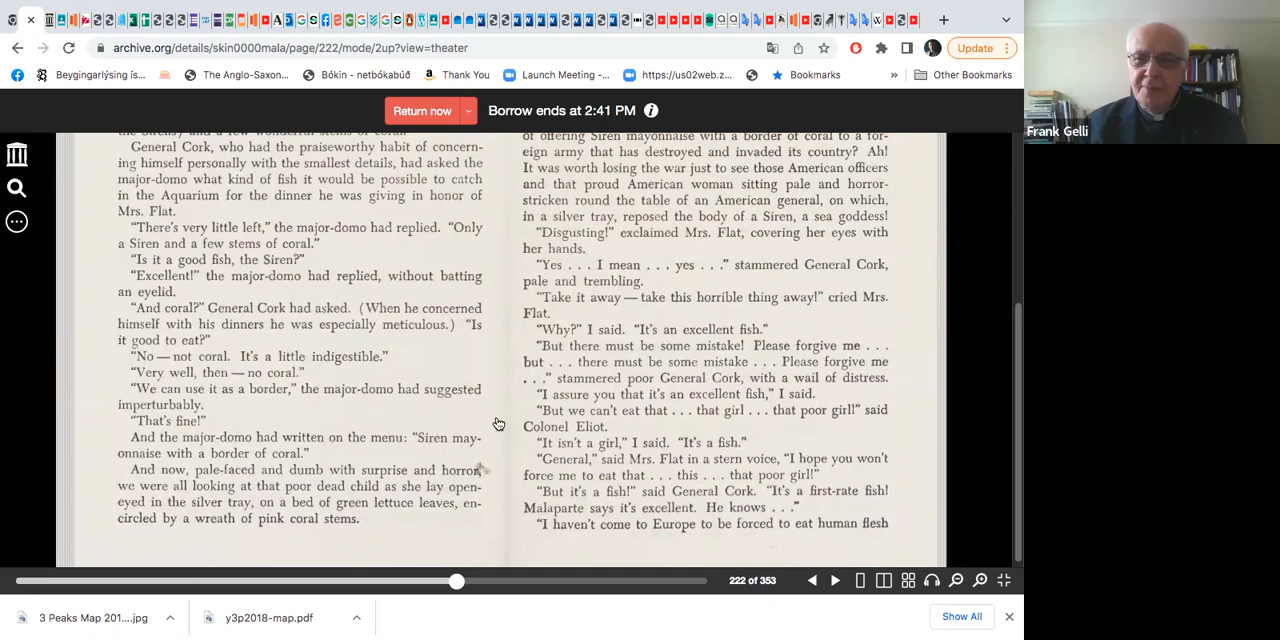 archive.org/details/skin0000mala/page/222/mode/2up?view=theater
Update
Beygingarlýsing ís...
The Anglo-Saxon...
Bókin - netbókabúð
Thank You
Launch Meeting -...
https://us02web.z...
Bookmarks
»
Other Bookmarks
Return now
Borrow ends at 2:41 PM
Frank Gelli
the Sirens) and a few wonderful stems of coral.
General Cork, who had the praiseworthy habit of concern-
ing himself personally with the smallest details, had asked the
major-domo what kind of fish it would be possible to catch
in the Aquarium for the dinner he was giving in honor of
Mrs. Flat.
"There's very little left," the major-domo had replied. "Only
a Siren and a few stems of coral."
"Is it a good fish, the Siren?"
"Excellent!" the major-domo had replied, without batting
an eyelid.
"And coral?" General Cork had asked. (When he concerned
himself with his dinners he was especially meticulous.) "Is
it good to eat?"
"No — not coral. It's a little indigestible."
"Very well, then — no coral."
"We can use it as a border," the major-domo had suggested
imperturbably.
"That's fine!"
And the major-domo had written on the menu: "Siren may-
onnaise with a border of coral."
And now, pale-faced and dumb with surprise and horror,
we were all looking at that poor dead child as she lay open-
eyed in the silver tray, on a bed of green lettuce leaves, en-
circled by a wreath of pink coral stems.
of offering Siren mayonnaise with a border of coral to a for-
eign army that has destroyed and invaded its country? Ah!
It was worth losing the war just to see those American officers
and that proud American woman sitting pale and horror-
stricken round the table of an American general, on which,
in a silver tray, reposed the body of a Siren, a sea goddess!
"Disgusting!" exclaimed Mrs. Flat, covering her eyes with
her hands.
"Yes . . . I mean . . . yes . . ." stammered General Cork,
pale and trembling.
"Take it away — take this horrible thing away!" cried Mrs.
Flat.
"Why?" I said. "It's an excellent fish."
"But there must be some mistake! Please forgive me . . .
but . . . there must be some mistake . . . Please forgive me
. . ." stammered poor General Cork, with a wail of distress.
"I assure you that it's an excellent fish," I said.
"But we can't eat that . . . that girl . . . that poor girl!" said
Colonel Eliot.
"It isn't a girl," I said. "It's a fish."
"General," said Mrs. Flat in a stern voice, "I hope you won't
force me to eat that . . . this . . . that poor girl!"
"But it's a fish!" said General Cork. "It's a first-rate fish!
Malaparte says it's excellent. He knows . . ."
"I haven't come to Europe to be forced to eat human flesh
222 of 353
3 Peaks Map 201....jpg
y3p2018-map.pdf
Show All